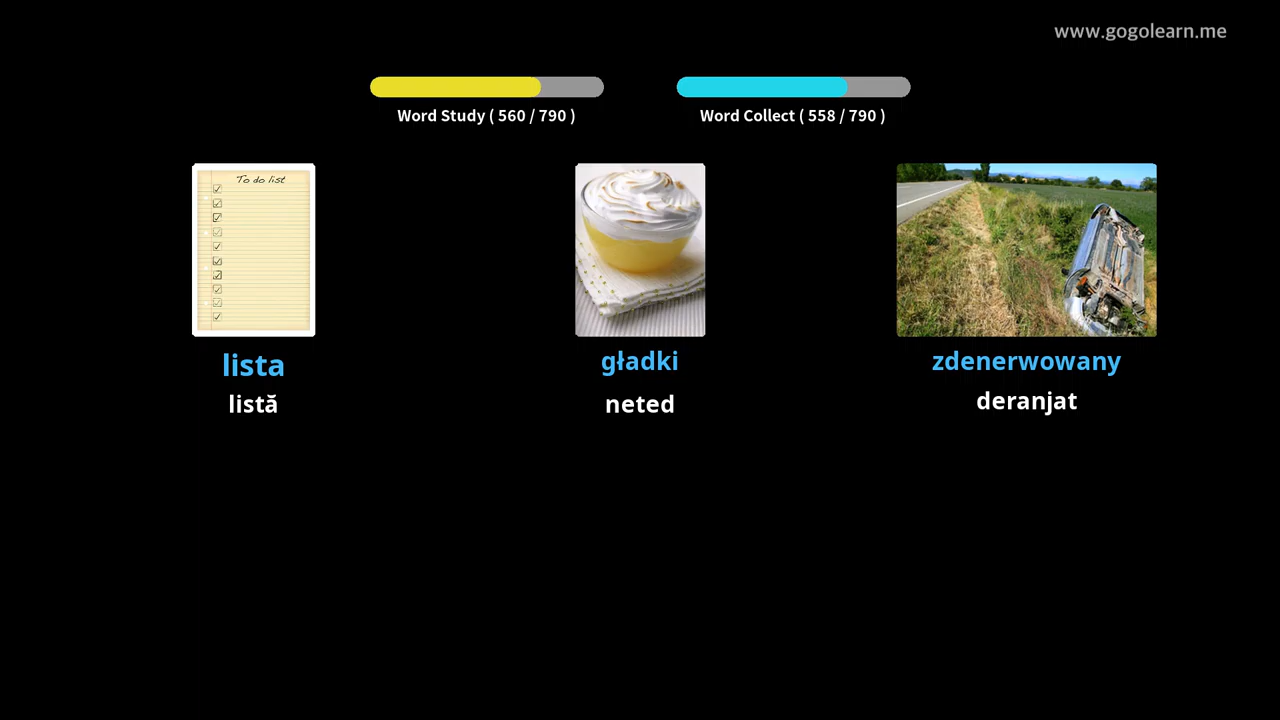 www.gogolearn.me
Word Study ( 560 / 790 )
Word Collect ( 558 / 790 )
To do list
lista
gładki
zdenerwowany
listă
neted
deranjat